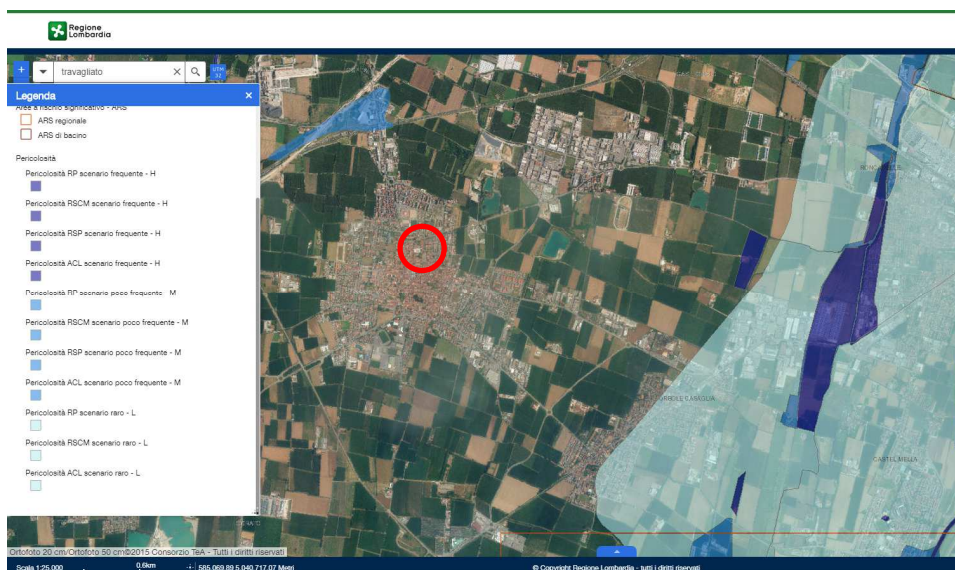 Regione
Lombardia
+
travagliato
UTM
32
Legenda
Aree a rischio significativo - ARS
ARS regionale
ARS di bacino
Pericolosità
Pericolosità RP scenario frequente - H
Pericolosità RSCM scenario frequente - H
Pericolosità RSP scenario frequente - H
Pericolosità ACL scenario frequente - H
Pericolosità RP scenario poco frequente - M
Pericolosità RSCM scenario poco frequente - M
Pericolosità RSP scenario poco frequente - M
Pericolosità ACL scenario poco frequente - M
Pericolosità RP scenario raro - L
Pericolosità RSCM scenario raro - L
Pericolosità ACL scenario raro - L
CASTEL MELLA
Ortofoto 20 cm/Ortofoto 50 cm©2015 Consorzio TeA - Tutti i diritti riservati
Scala 1:25.000
0.6km
585,069.89 5,040,717.07 Metri
© Copyright Regione Lombardia - tutti i diritti riservati